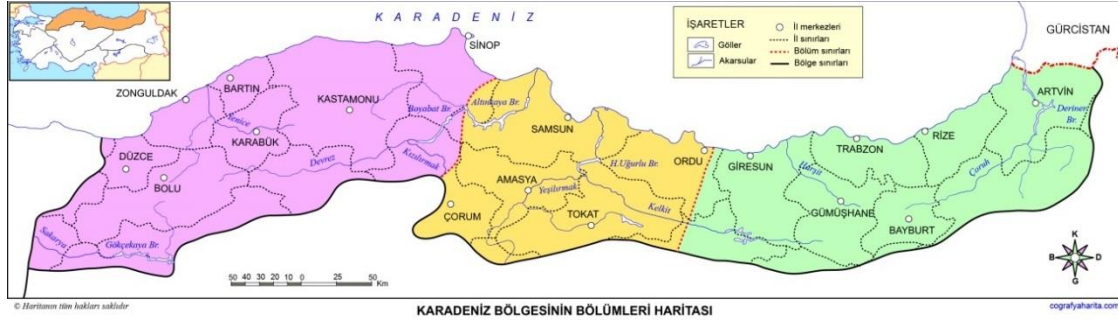 KARADENİZ
SİNOP
İŞARETLER
Göller
Akarsular
İl merkezleri
İl sınırları
Bölüm sınırları
Bölge sınırları
GÜRCİSTAN
ZONGULDAK
BARTIN
KASTAMONU
Boyabat Br.
Altınkaya Br.
SAMSUN
ARTVİN
Deriner
Br.
Yenice
KARABÜK
Devrez
Kızılırmak
H.Uğurlu Br.
ORDU
GİRESUN
TRABZON
RİZE
DÜZCE
BOLU
AMASYA
Yeşilırmak
Kelkit
Harşit
Çoruh
ÇORUM
TOKAT
GÜMÜŞHANE
BAYBURT
Sakarya
Gökçekaya Br.
50 40 30 20 10 0 25 50
Km
K
B D
G
© Haritanın tüm hakları saklıdır
KARADENİZ BÖLGESİNİN BÖLÜMLERİ HARİTASI
cografyaharita.com